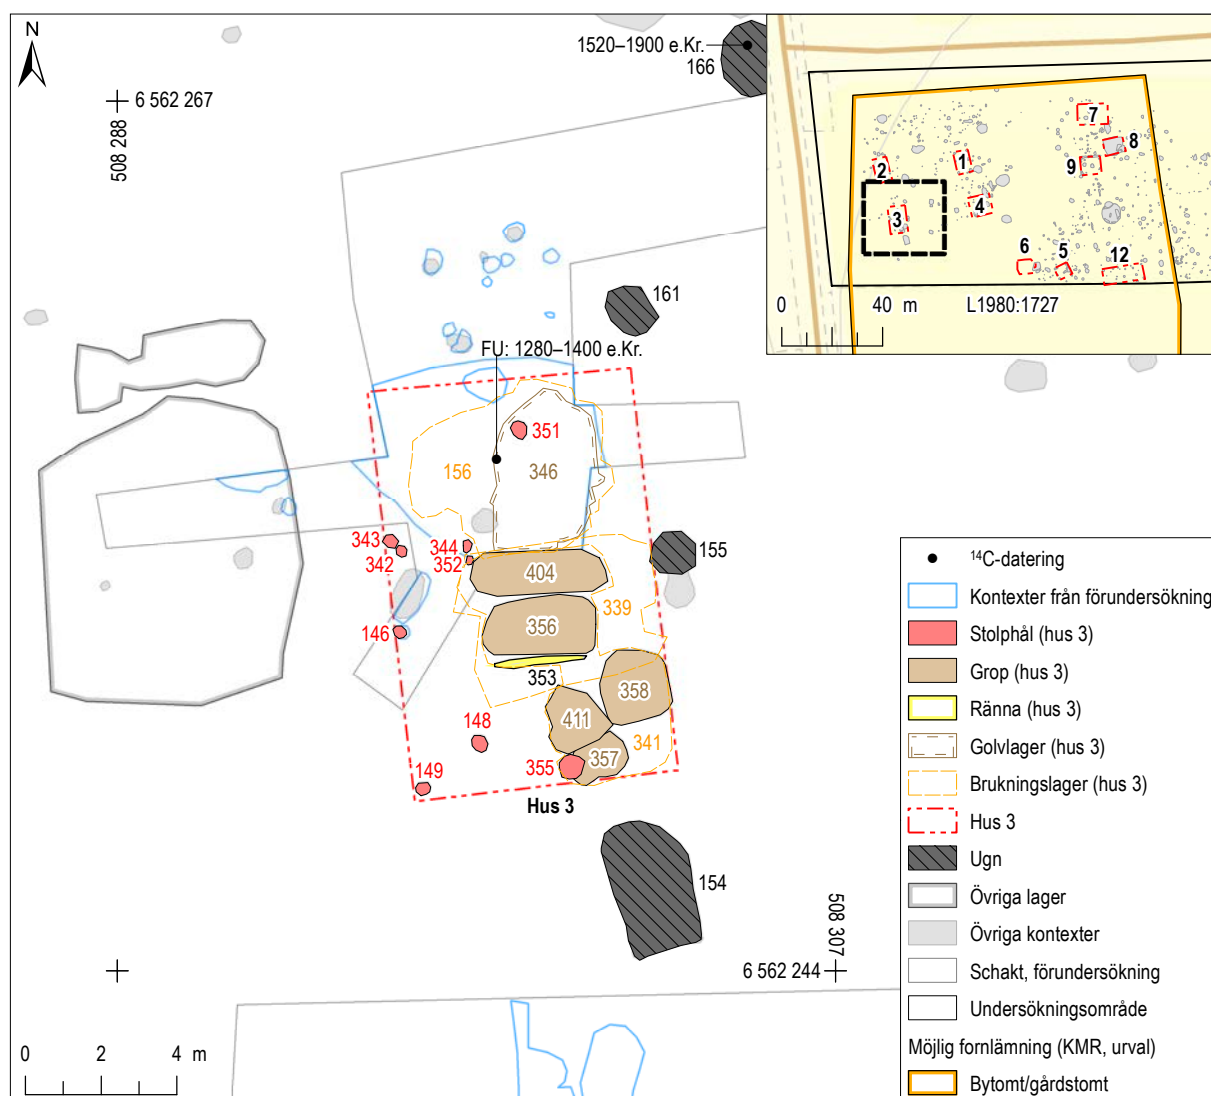 N
6 562 267
508 288
1520–1900 e.Kr.
166
161
FU: 1280–1400 e.Kr.
351
156
346
343
342
344
352
155
404
339
146
356
353
358
411
148
341
357
355
149
Hus 3
154
508 307
6 562 244
0 2 4 m
7
8
9
1
2
4
3
6
5
12
0 40 m
L1980:1727
14C-datering
Kontexter från förundersökning
Stolphål (hus 3)
Grop (hus 3)
Ränna (hus 3)
Golvlager (hus 3)
Brukningslager (hus 3)
Hus 3
Ugn
Övriga lager
Övriga kontexter
Schakt, förundersökning
Undersökningsområde
Möjlig fornlämning (KMR, urval)
Bytomt/gårdstomt